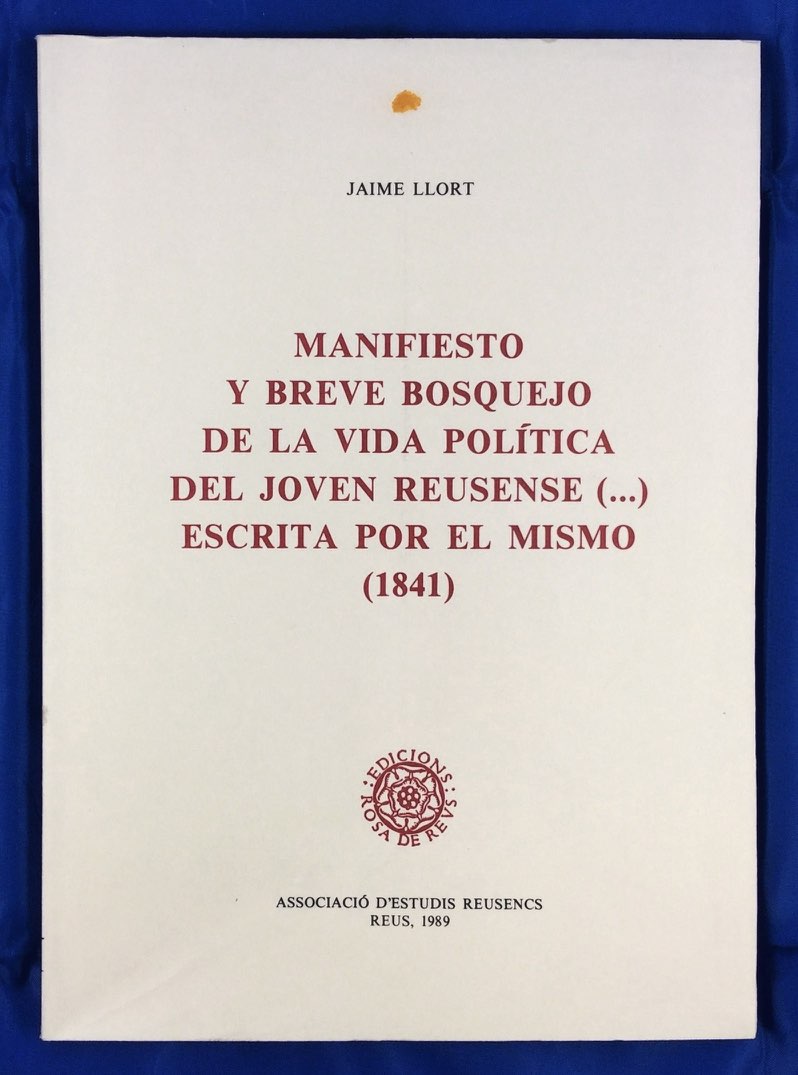 JAIME LLORT
MANIFIESTO
Y BREVE BOSQUEJO
DE LA VIDA POLÍTICA
DEL JOVEN REUSENSE (...)
ESCRITA POR EL MISMO
(1841)
·EDICIONS·
ROSA DE REVS
ASSOCIACIÓ D'ESTUDIS REUSENCS
REUS, 1989